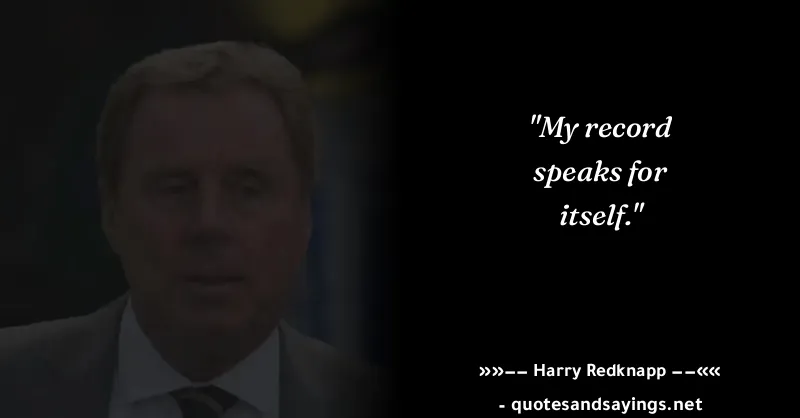 "My record
speaks for
itself."
»»-- Harry Redknapp --««
- quotesandsayings.net